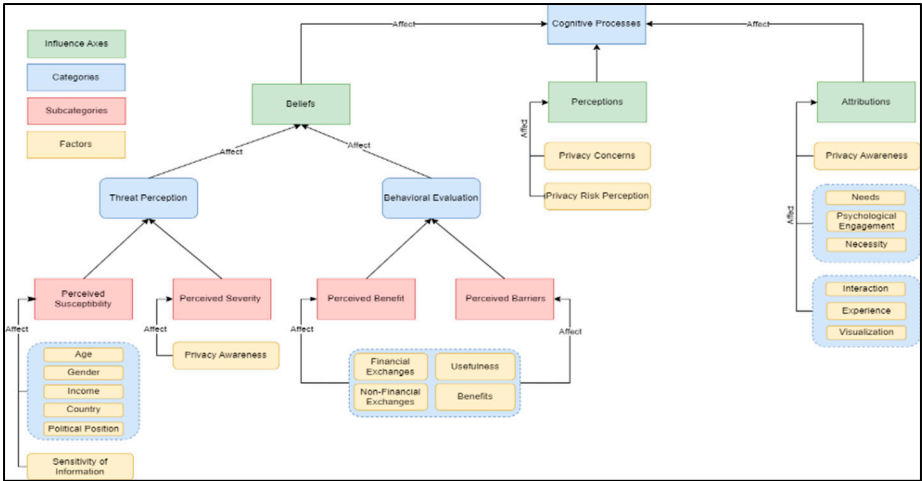 Affect
Cognitive Processes
Affect
Influence Axes
Categories
Subcategories
Factors
Beliefs
Perceptions
Attributions
Affect
Affect
Affect
Affect
Privacy Concerns
Privacy Awareness
Threat Perception
Behavioral Evaluation
Privacy Risk Perception
Needs
Psychological
Engagement
Necessity
Affect
Perceived
Susceptibility
Perceived Severity
Perceived Benefit
Perceived Barriers
Interaction
Experience
Visualization
Affect
Affect
Affect
Affect
Privacy Awareness
Age
Gender
Income
Country
Political Position
Financial
Exchanges
Usefulness
Non-Financial
Exchanges
Benefits
Sensitivity of
Information